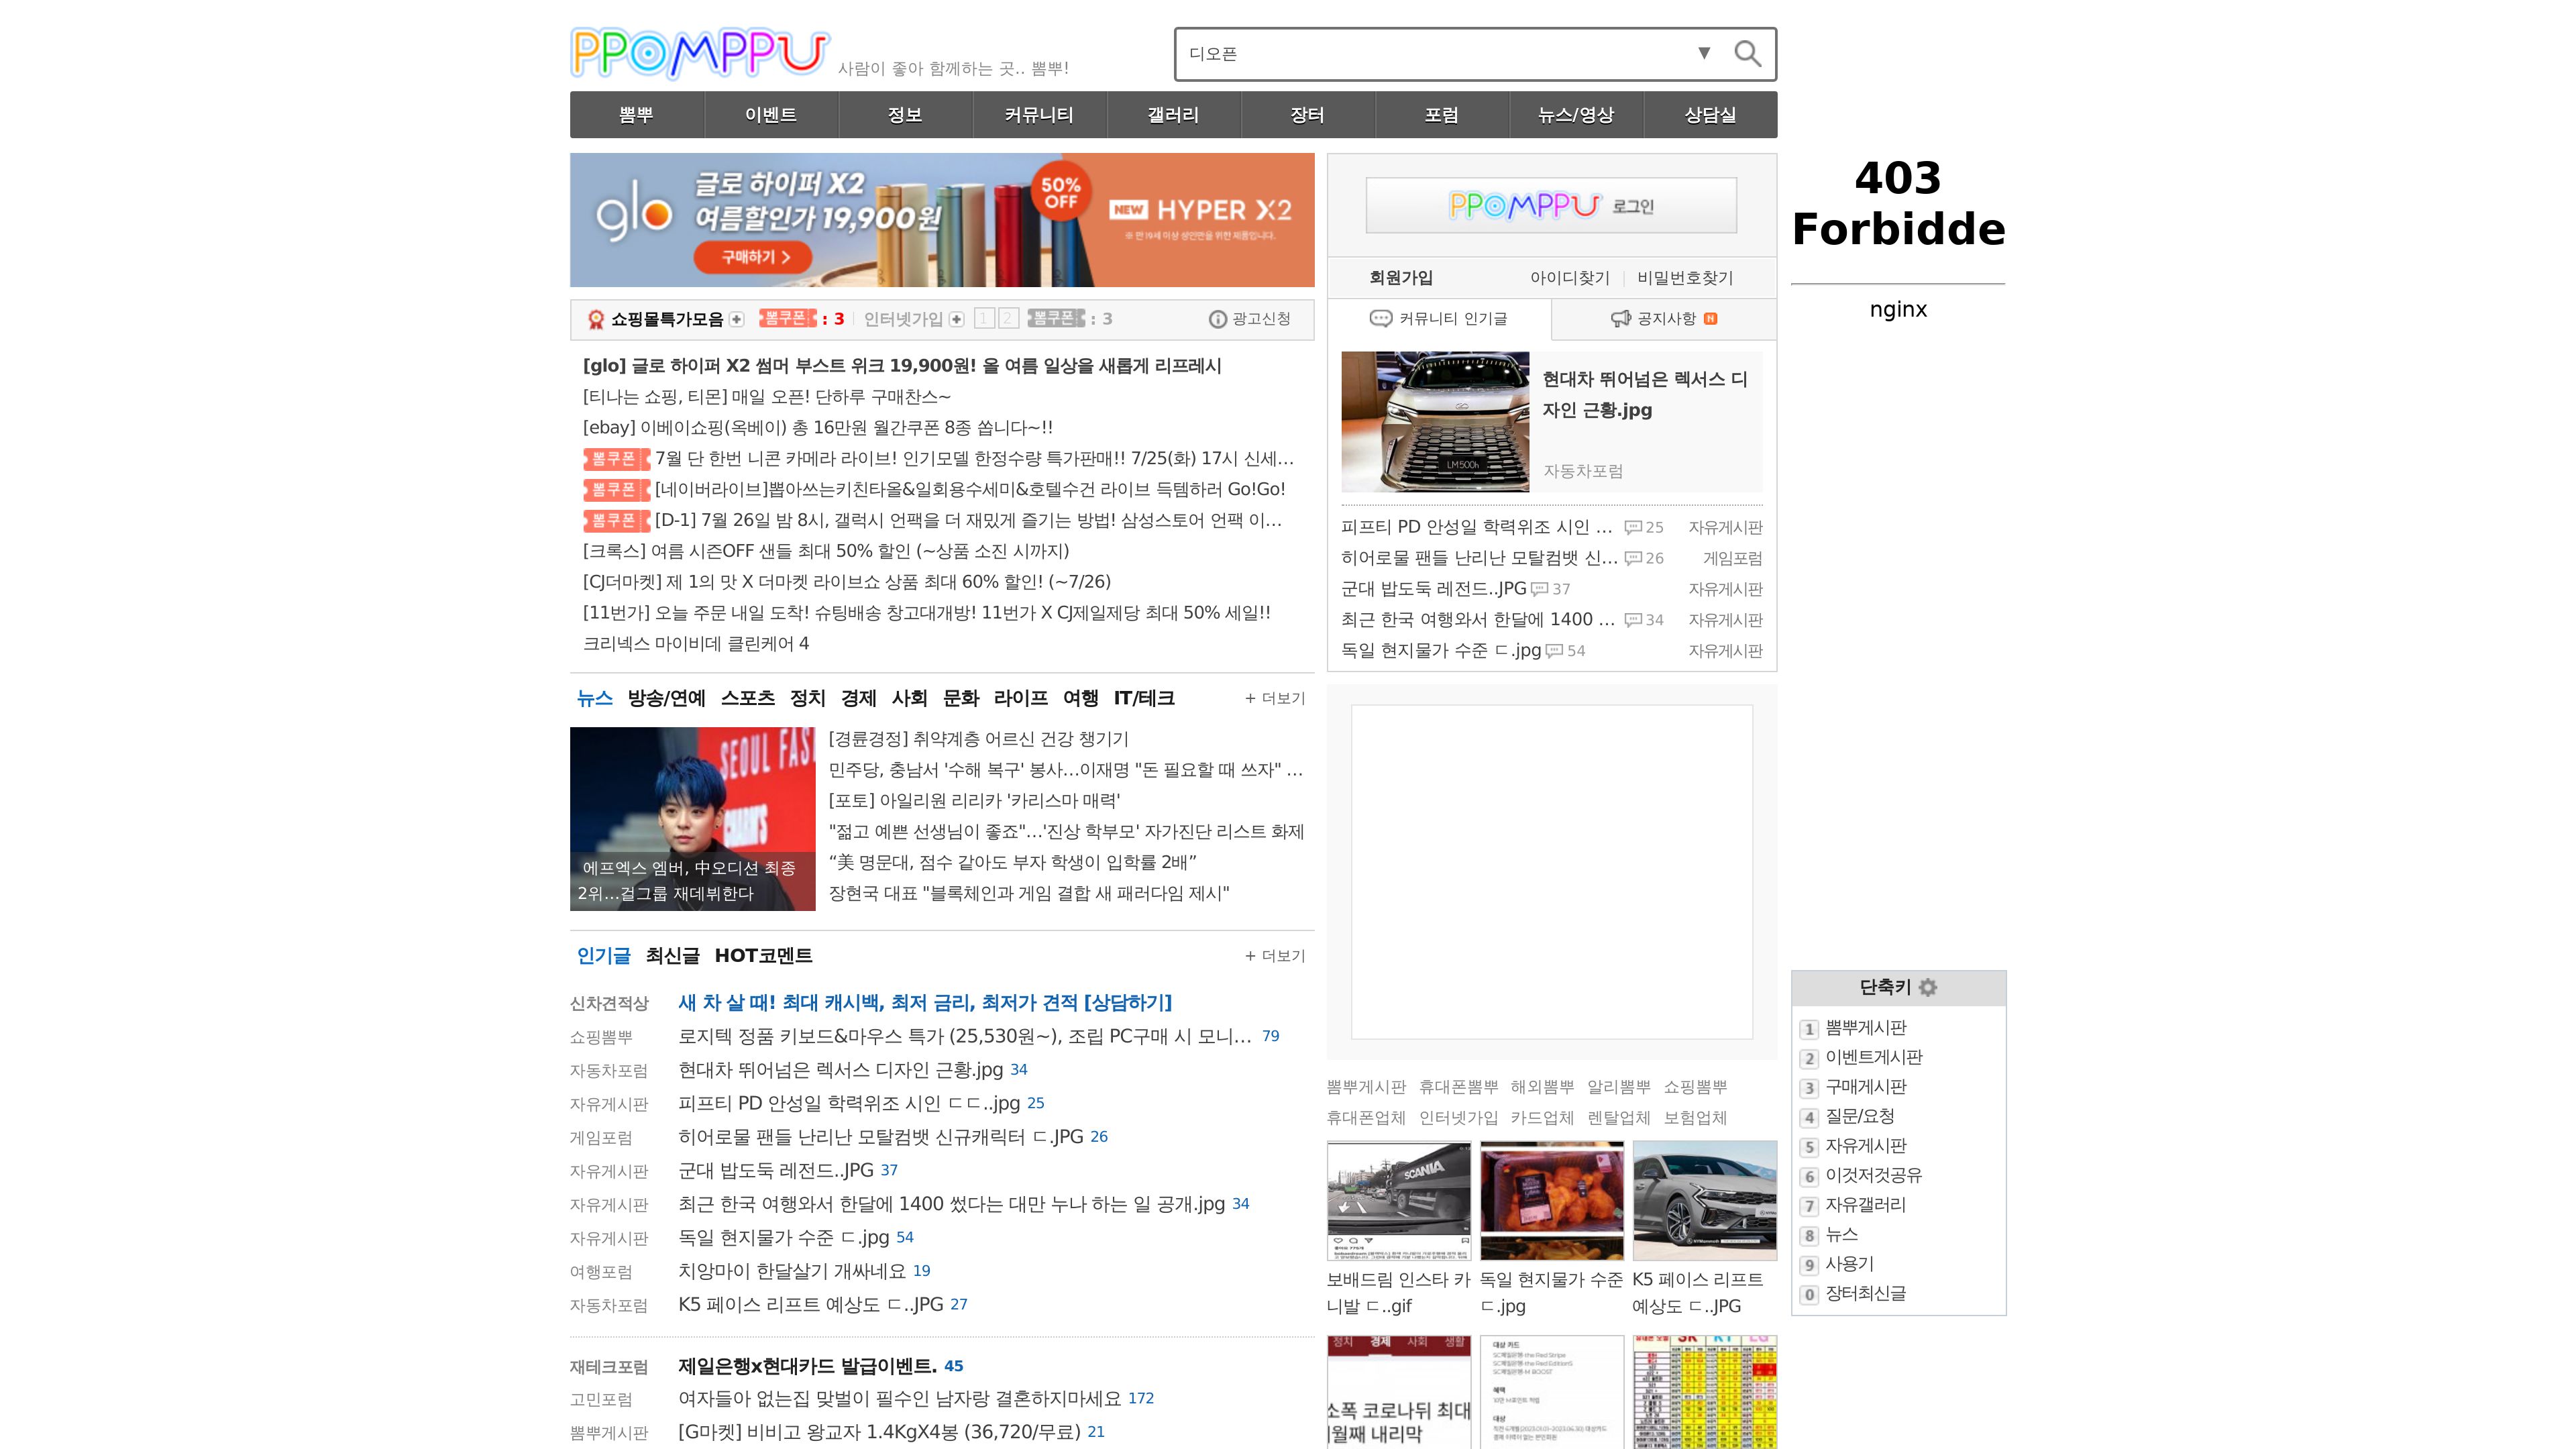 PPOMPPU
사람이 좋아 함께하는 곳.. 뽐뿌!
디오픈
뽐뿌
이벤트
정보
커뮤니티
갤러리
장터
포럼
뉴스/영상
상담실
glo
글로 하이퍼 X2
여름할인가 19,900원
구매하기 >
50%
OFF
NEW HYPER X2
※ 만 19세 이상 성인만을 위한 제품입니다.
PPOMPPU 로그인
회원가입
아이디찾기
비밀번호찾기
403
Forbidde
nginx
쇼핑몰특가모음
뽐쿠폰 : 3
인터넷가입
1 2
뽐쿠폰 : 3
광고신청
[glo] 글로 하이퍼 X2 썸머 부스트 위크 19,900원! 올 여름 일상을 새롭게 리프레시
[티나는 쇼핑, 티몬] 매일 오픈! 단하루 구매찬스~
[ebay] 이베이쇼핑(옥베이) 총 16만원 월간쿠폰 8종 쏩니다~!!
뽐쿠폰 7월 단 한번 니콘 카메라 라이브! 인기모델 한정수량 특가판매!! 7/25(화) 17시 신세...
뽐쿠폰 [네이버라이브]뽑아쓰는키친타올&일회용수세미&호텔수건 라이브 득템하러 Go!Go!
뽐쿠폰 [D-1] 7월 26일 밤 8시, 갤럭시 언팩을 더 재밌게 즐기는 방법! 삼성스토어 언팩 이...
[크록스] 여름 시즌OFF 샌들 최대 50% 할인 (~상품 소진 시까지)
[CJ더마켓] 제 1의 맛 X 더마켓 라이브쇼 상품 최대 60% 할인! (~7/26)
[11번가] 오늘 주문 내일 도착! 슈팅배송 창고대개방! 11번가 X CJ제일제당 최대 50% 세일!!
크리넥스 마이비데 클린케어 4
커뮤니티 인기글
공지사항 N
LM500h
현대차 뛰어넘은 렉서스 디
자인 근황.jpg
자동차포럼
피프티 PD 안성일 학력위조 시인 ... 25 자유게시판
히어로물 팬들 난리난 모탈컴뱃 신... 26 게임포럼
군대 밥도둑 레전드..JPG 37 자유게시판
최근 한국 여행와서 한달에 1400 ... 34 자유게시판
독일 현지물가 수준 ㄷ.jpg 54 자유게시판
뉴스 방송/연예 스포츠 정치 경제 사회 문화 라이프 여행 IT/테크
+ 더보기
SEOUL FAS
에프엑스 엠버, 中오디션 최종
2위…걸그룹 재데뷔한다
[경륜경정] 취약계층 어르신 건강 챙기기
민주당, 충남서 '수해 복구' 봉사…이재명 "돈 필요할 때 쓰자" ...
[포토] 아일리원 리리카 '카리스마 매력'
"젊고 예쁜 선생님이 좋죠"…'진상 학부모' 자가진단 리스트 화제
“美 명문대, 점수 같아도 부자 학생이 입학률 2배”
장현국 대표 "블록체인과 게임 결합 새 패러다임 제시"
인기글 최신글 HOT코멘트
+ 더보기
신차견적상 새 차 살 때! 최대 캐시백, 최저 금리, 최저가 견적 [상담하기]
쇼핑뽐뿌 로지텍 정품 키보드&마우스 특가 (25,530원~), 조립 PC구매 시 모니... 79
자동차포럼 현대차 뛰어넘은 렉서스 디자인 근황.jpg 34
자유게시판 피프티 PD 안성일 학력위조 시인 ㄷㄷ..jpg 25
게임포럼 히어로물 팬들 난리난 모탈컴뱃 신규캐릭터 ㄷ.JPG 26
자유게시판 군대 밥도둑 레전드..JPG 37
자유게시판 최근 한국 여행와서 한달에 1400 썼다는 대만 누나 하는 일 공개.jpg 34
자유게시판 독일 현지물가 수준 ㄷ.jpg 54
여행포럼 치앙마이 한달살기 개싸네요 19
자동차포럼 K5 페이스 리프트 예상도 ㄷ..JPG 27
재테크포럼 제일은행x현대카드 발급이벤트. 45
고민포럼 여자들아 없는집 맞벌이 필수인 남자랑 결혼하지마세요 172
뽐뿌게시판 [G마켓] 비비고 왕교자 1.4KgX4봉 (36,720/무료) 21
뽐뿌게시판 휴대폰뽐뿌 해외뽐뿌 알리뽐뿌 쇼핑뽐뿌
휴대폰업체 인터넷가입 카드업체 렌탈업체 보험업체
SCANIA
보배드림 인스타 카
니발 ㄷ..gif
독일 현지물가 수준
ㄷ.jpg
K5 페이스 리프트
예상도 ㄷ..JPG
정치 경제 사회 생활
소폭 코로나뒤 최대
월째 내리막
대상 카드
혜택
대상
단축키
1 뽐뿌게시판
2 이벤트게시판
3 구매게시판
4 질문/요청
5 자유게시판
6 이것저것공유
7 자유갤러리
8 뉴스
9 사용기
0 장터최신글